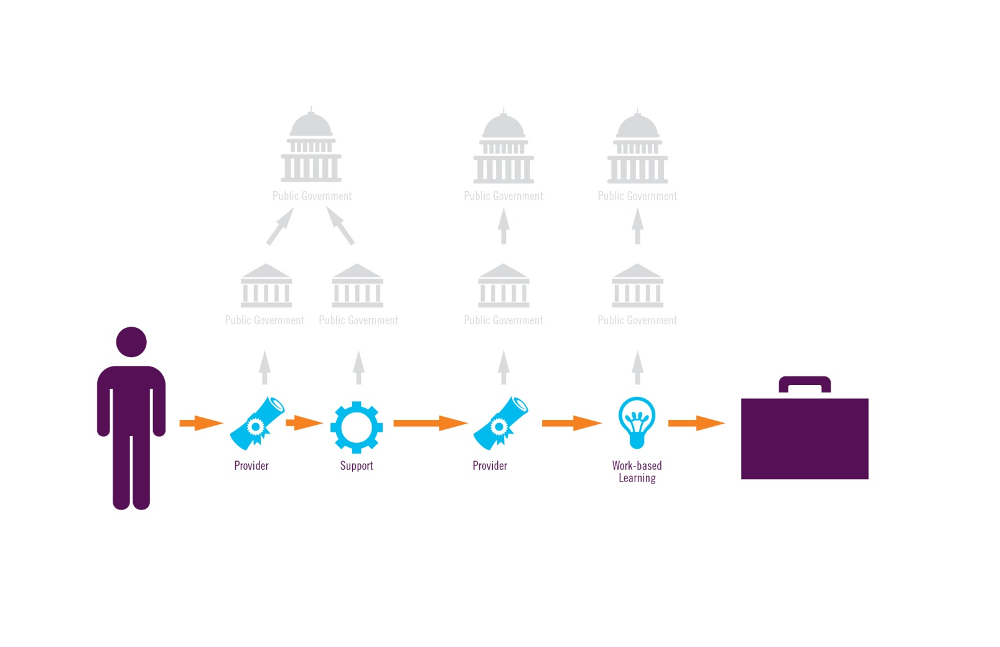 Public Government
Public Government
Public Government
Public Government
Public Government
Public Government
Public Government
Provider
Support
Provider
Work-based
Learning